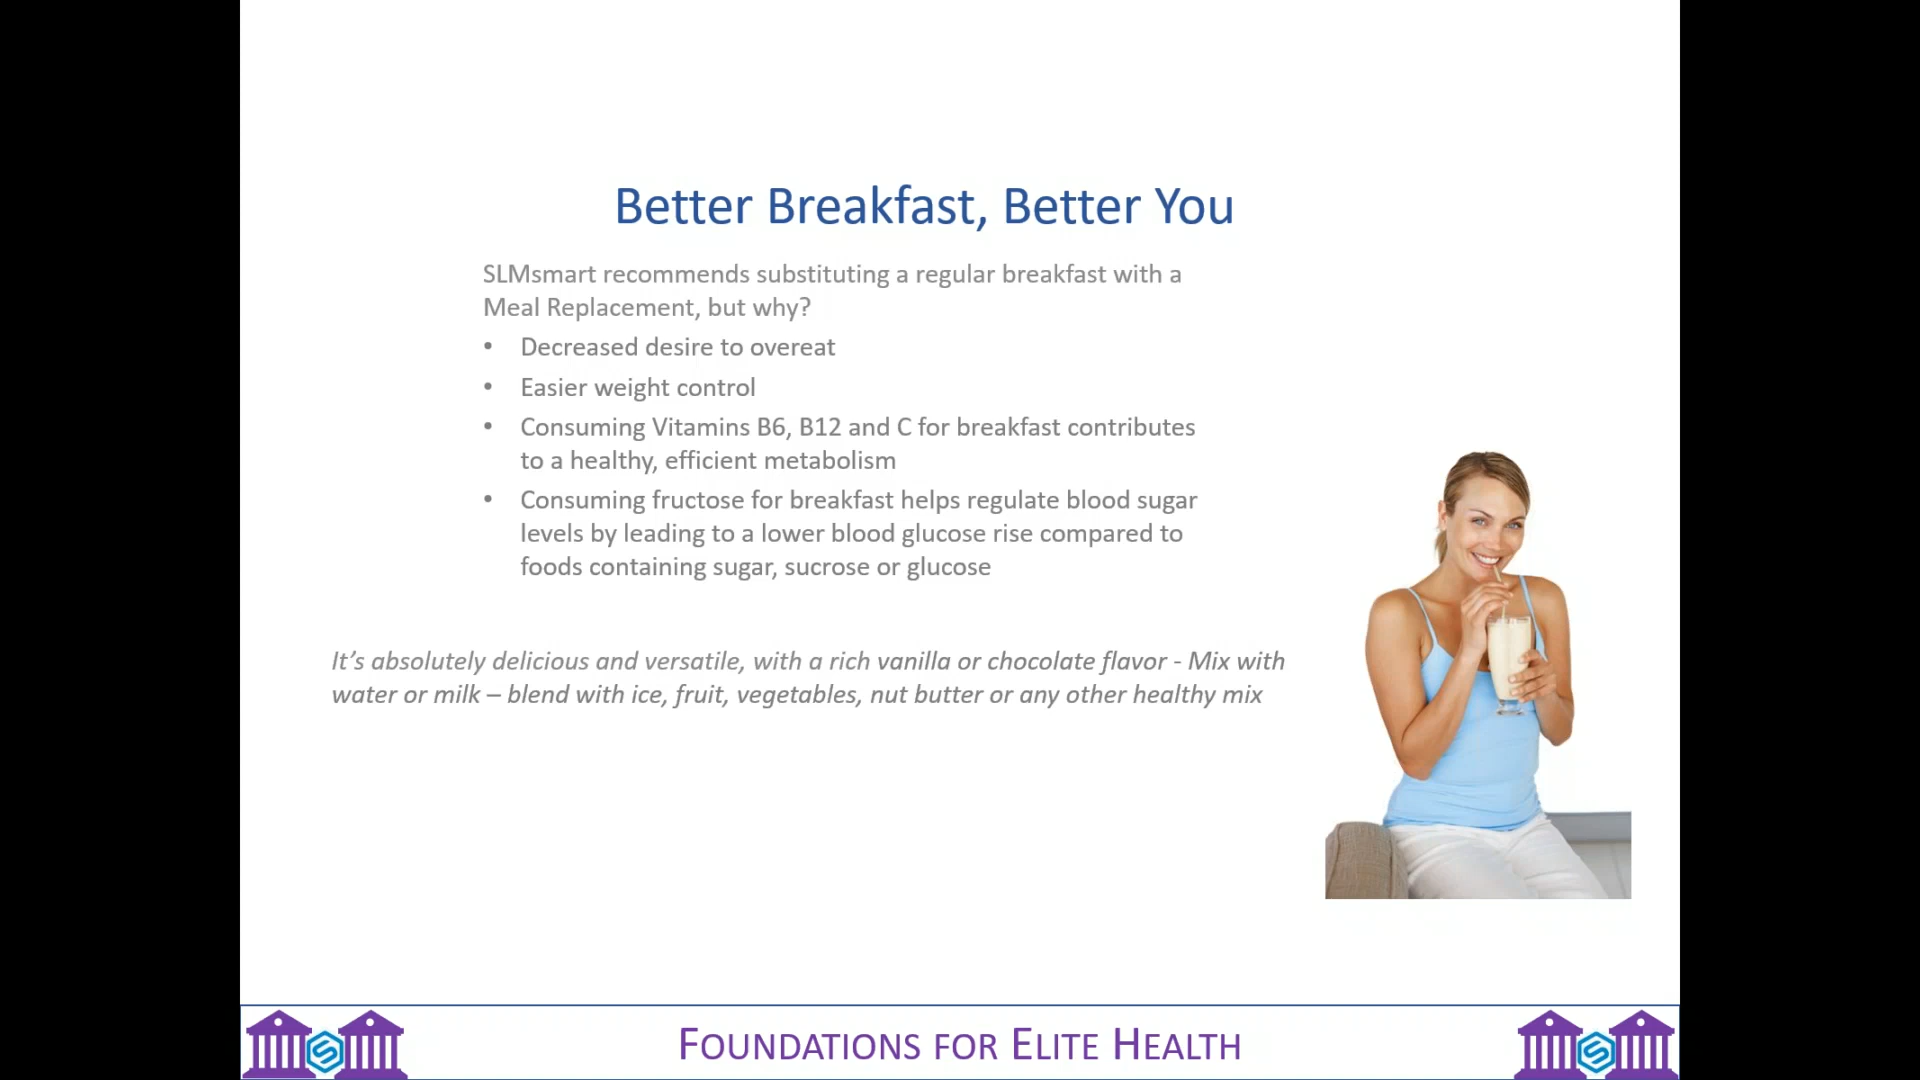 Better Breakfast, Better You
SLMsmart recommends substituting a regular breakfast with a
Meal Replacement, but why?
• Decreased desire to overeat
• Easier weight control
• Consuming Vitamins B6, B12 and C for breakfast contributes
to a healthy, efficient metabolism
• Consuming fructose for breakfast helps regulate blood sugar
levels by leading to a lower blood glucose rise compared to
foods containing sugar, sucrose or glucose
It’s absolutely delicious and versatile, with a rich vanilla or chocolate flavor - Mix with
water or milk – blend with ice, fruit, vegetables, nut butter or any other healthy mix
FOUNDATIONS FOR ELITE HEALTH